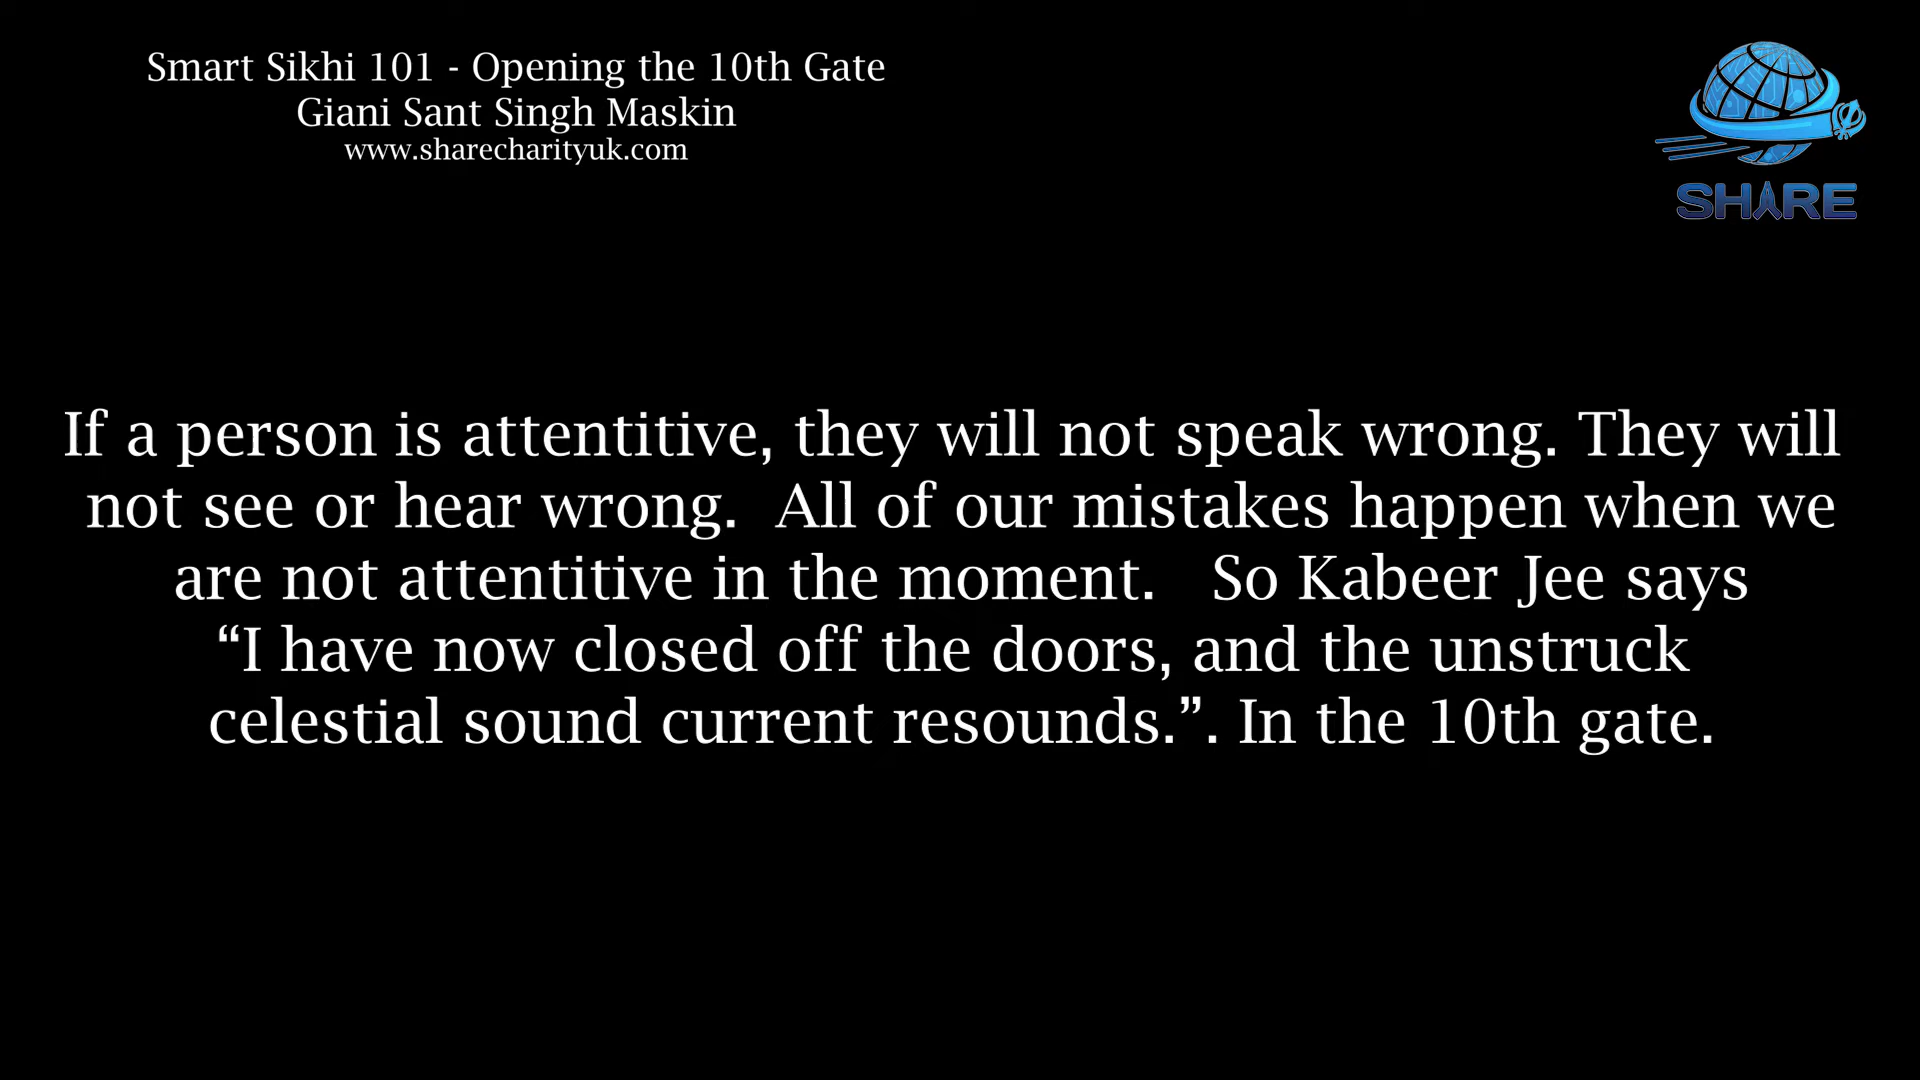 Smart Sikhi 101 - Opening the 10th Gate
Giani Sant Singh Maskin
www.sharecharityuk.com
SHARE
If a person is attentitive, they will not speak wrong. They will
not see or hear wrong.  All of our mistakes happen when we
are not attentitive in the moment.   So Kabeer Jee says
“I have now closed off the doors, and the unstruck
celestial sound current resounds.”. In the 10th gate.